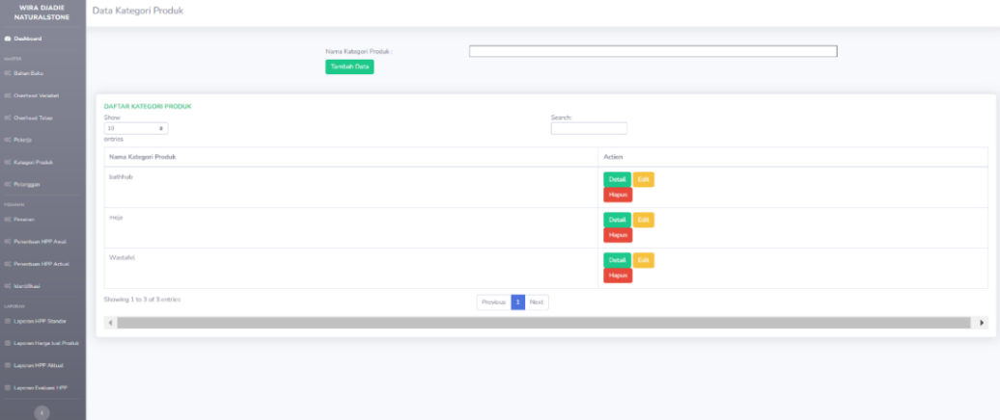 WIRA DJADIE
NATURALSTONE
Dashboard
MASTER
Bahan Baku
Overhead Variabel
Overhead Tetap
Pekerja
Kategori Produk
Pelanggan
Pesanan
Penentuan HPP Awal
Penentuan HPP Actual
Identifikasi
LAPORAN
Laporan HPP Standar
Laporan Harga Jual Produk
Laporan HPP Aktual
Laporan Evaluasi HPP
Data Kategori Produk
Nama Kategori Produk :
Tambah Data
DAFTAR KATEGORI PRODUK
Show
10
entries
Search:
Nama Kategori Produk Action
bathhub Detail Edit
Hapus
meja Detail Edit
Hapus
Wastafel Detail Edit
Hapus
Showing 1 to 3 of 3 entries
Previous 1 Next